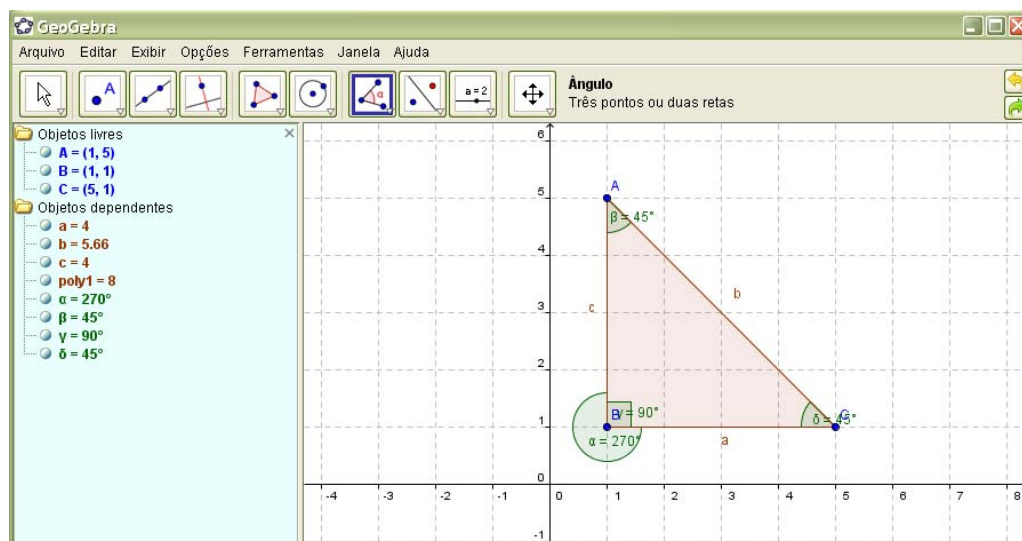 GeoGebra
Arquivo Editar Exibir Opções Ferramentas Janela Ajuda
A
α
a = 2
Ângulo
Três pontos ou duas retas
Objetos livres
A = (1, 5)
B = (1, 1)
C = (5, 1)
Objetos dependentes
a = 4
b = 5.66
c = 4
poly1 = 8
α = 270°
β = 45°
γ = 90°
δ = 45°
6
A
5
β = 45°
4
b
3
c
2
B γ = 90° C
1
δ = 45°
α = 270° a
0
-4 -3 -2 -1 0 1 2 3 4 5 6 7 8
-1